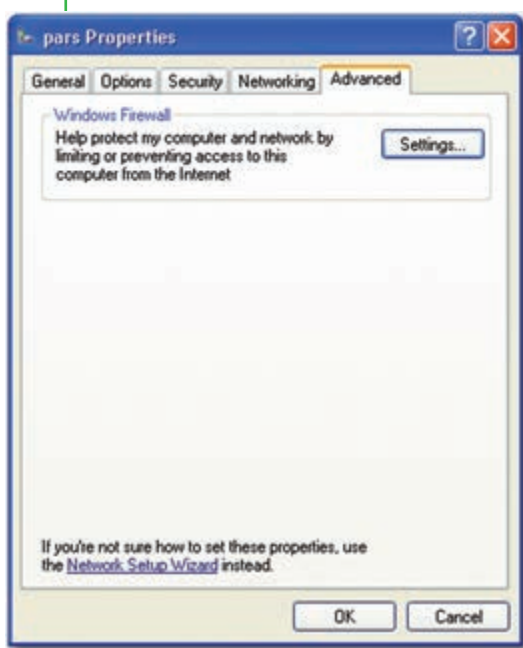 pars Properties
General Options Security Networking Advanced
Windows Firewall
Help protect my computer and network by
limiting or preventing access to this
computer from the Internet
Settings...
If you're not sure how to set these properties, use
the Network Setup Wizard instead.
OK Cancel